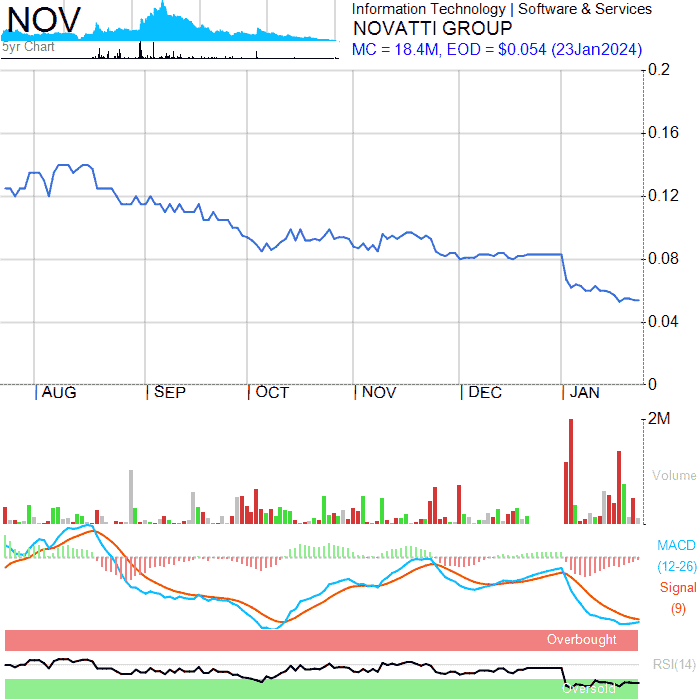 NOV
5yr Chart
Information Technology | Software & Services
NOVATTI GROUP
MC = 18.4M, EOD = $0.054 (23Jan2024)
0.2
0.16
0.12
0.08
0.04
0
AUG SEP OCT NOV DEC JAN
2M
Volume
MACD
(12-26)
Signal
(9)
Overbought
RSI(14)
Oversold